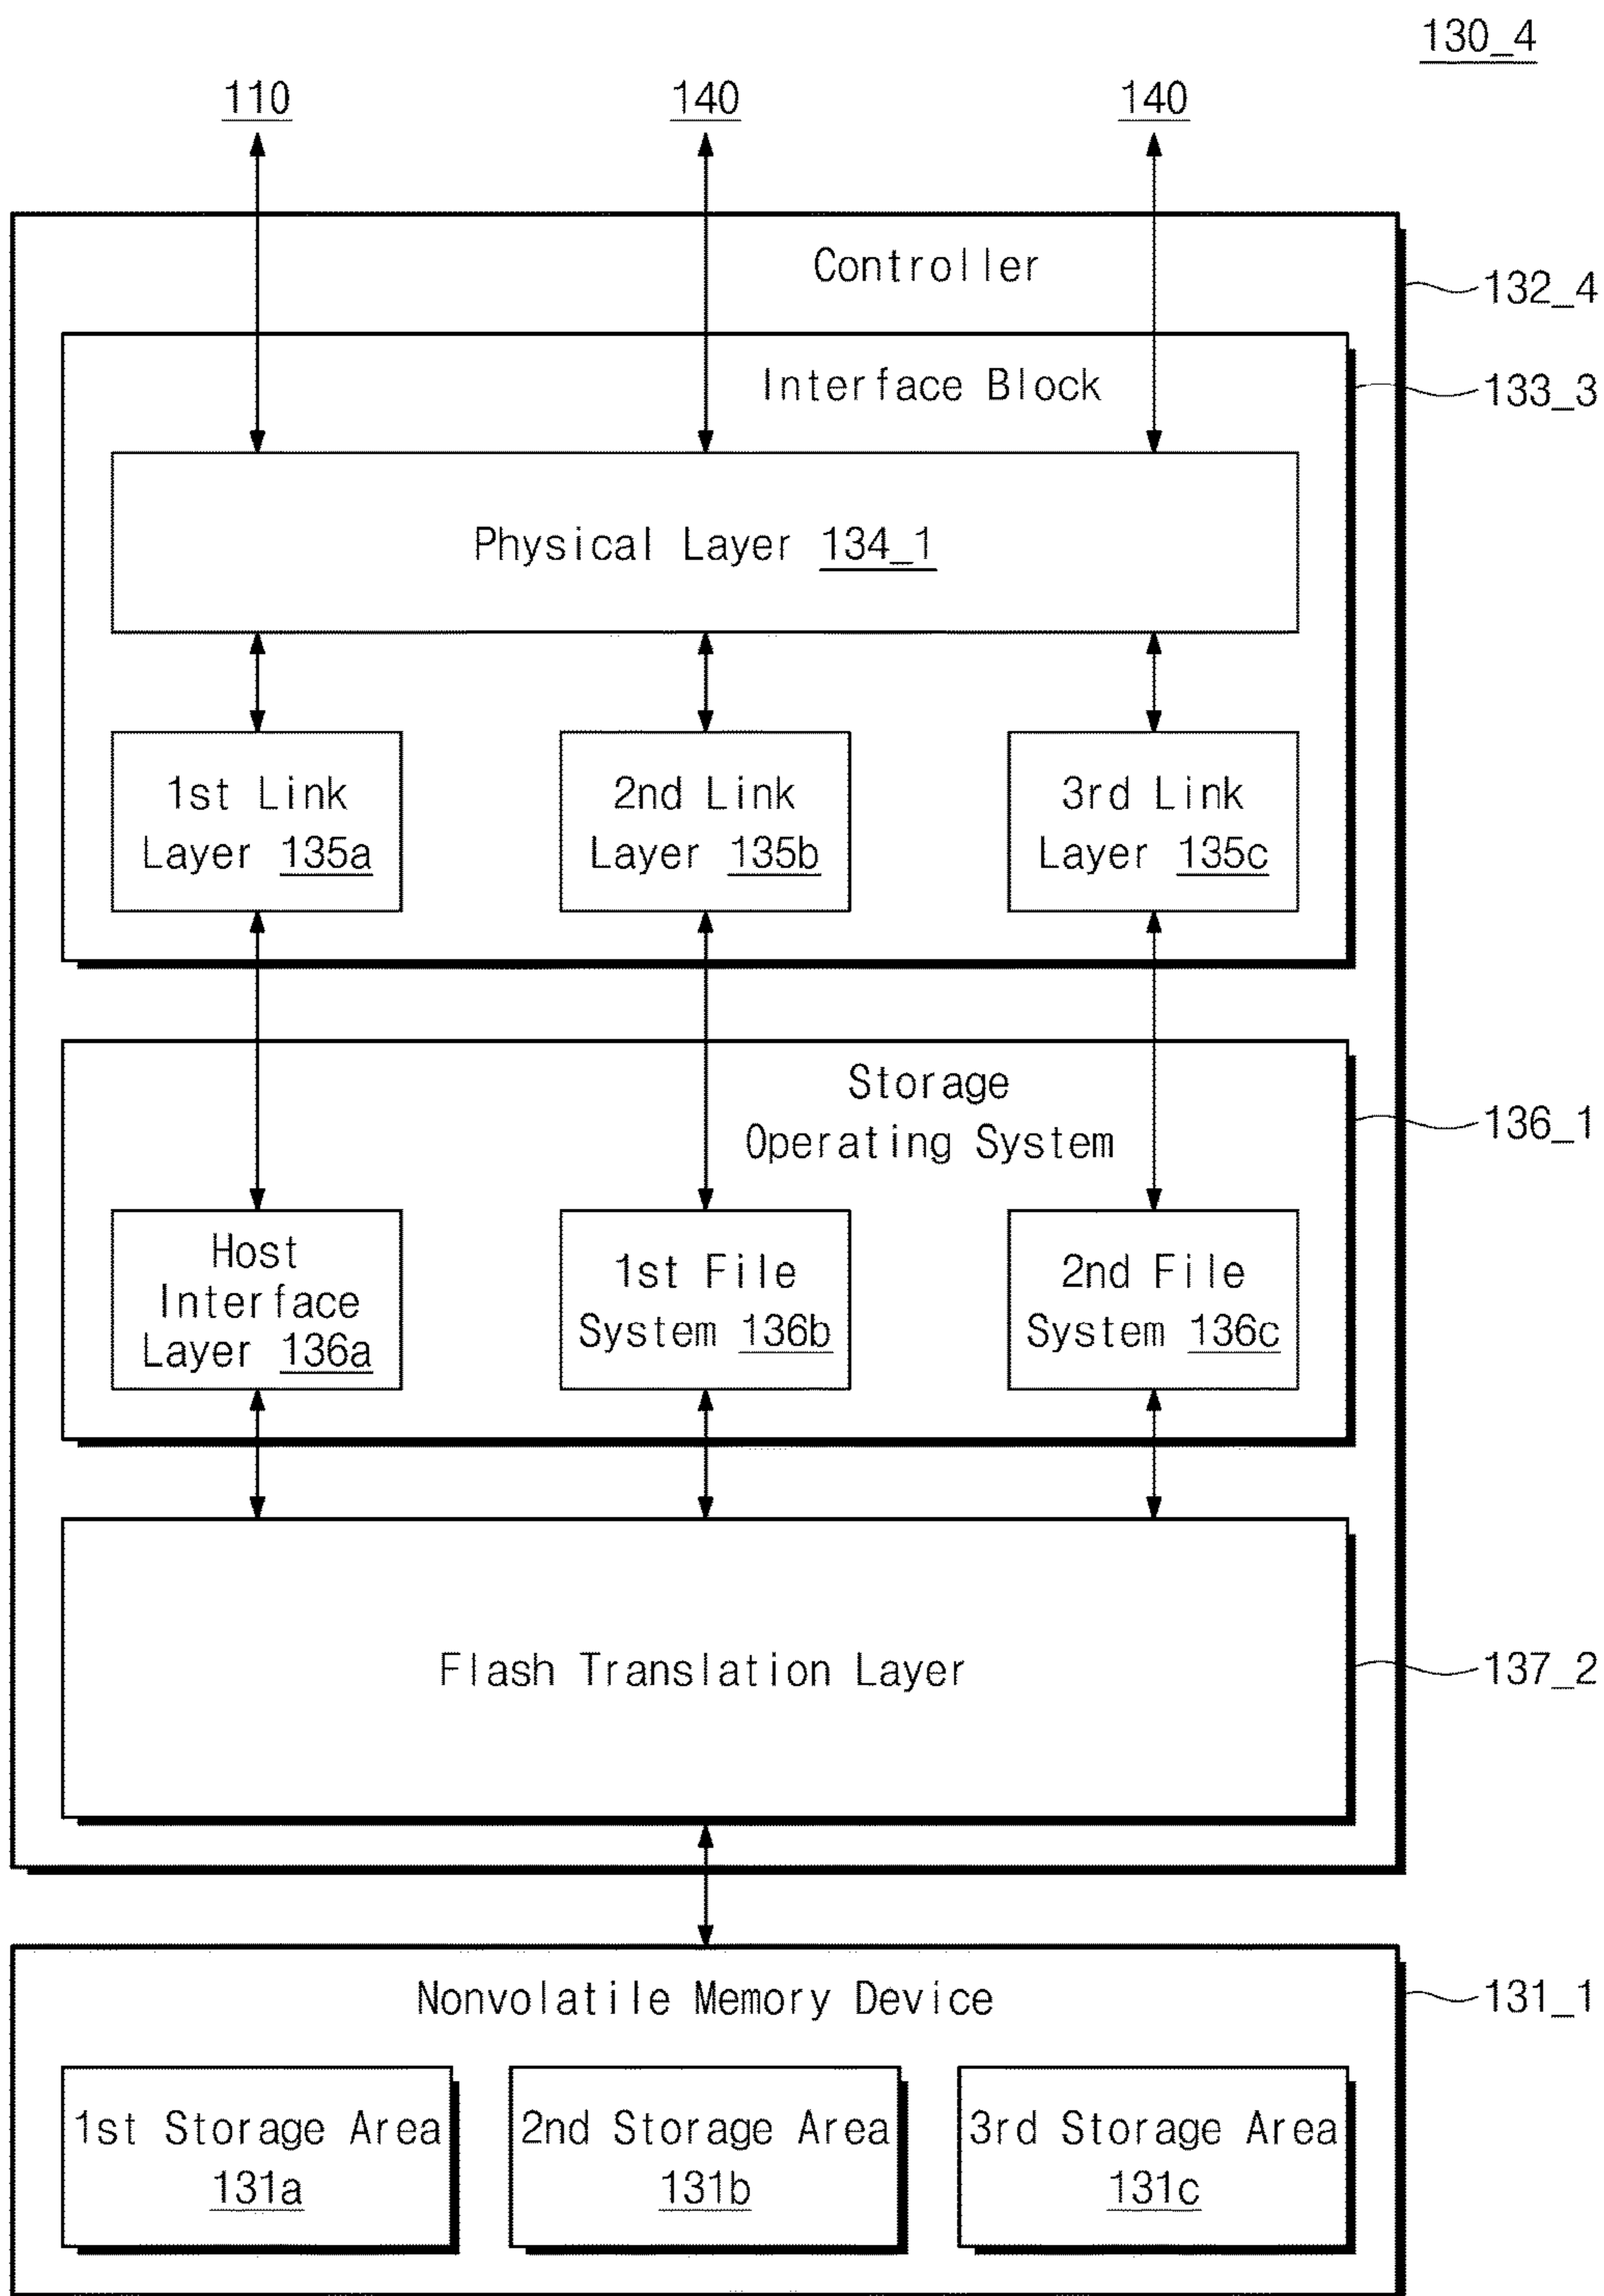 130_4
110
140
140
Controller
132_4
Interface Block
133_3
Physical Layer 134_1
1st Link
Layer 135a
2nd Link
Layer 135b
3rd Link
Layer 135c
Storage
Operating System
136_1
Host
Interface
Layer 136a
1st File
System 136b
2nd File
System 136c
Flash Translation Layer
137_2
Nonvolatile Memory Device
131_1
1st Storage Area
131a
2nd Storage Area
131b
3rd Storage Area
131c